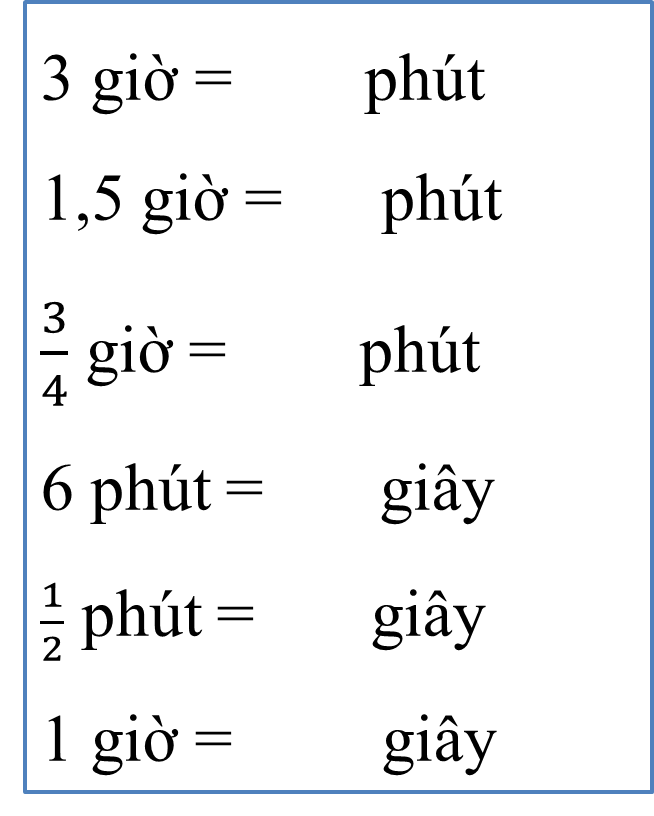 3 giờ = phút
1,5 giờ = phút
3/4 giờ = phút
6 phút = giây
1/2 phút = giây
1 giờ = giây